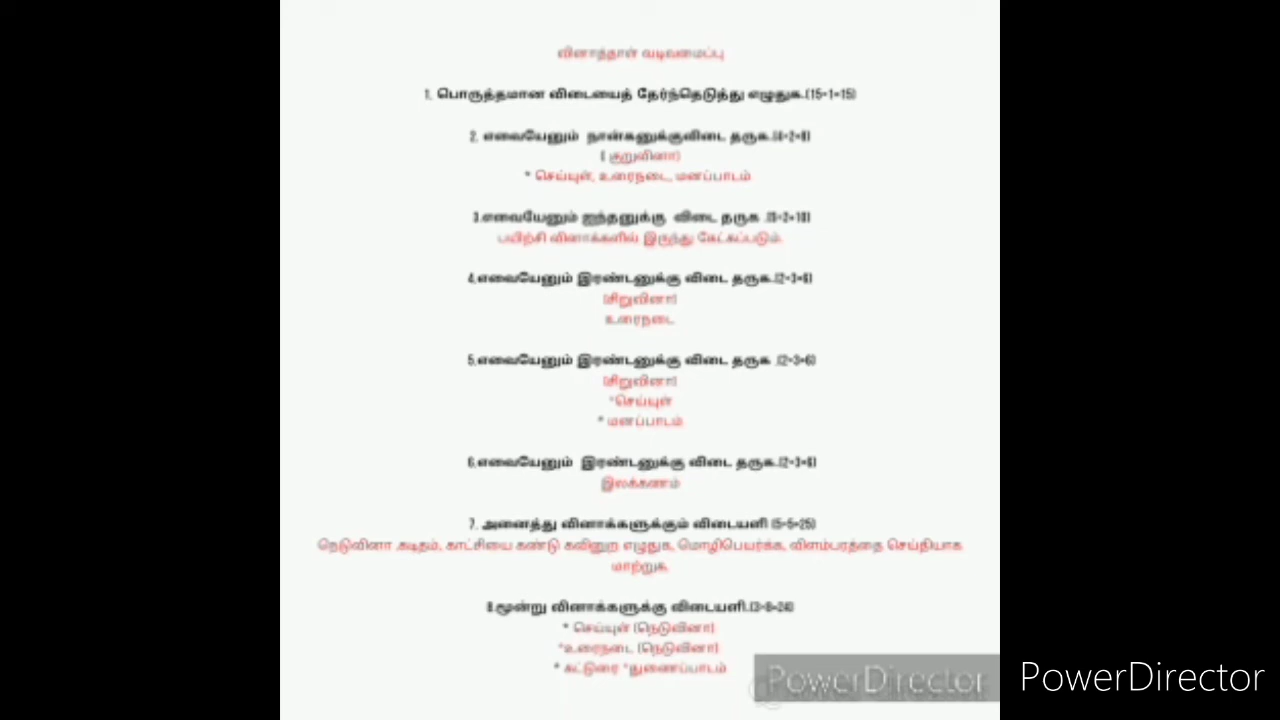 வினாத்தாள் வடிவமைப்பு
1. பொருத்தமான விடையைத் தேர்ந்தெடுத்து எழுதுக.(15×1=15)
2. எவையேனும் நான்கனுக்குவிடை தருக.(4×2=8)
( குறுவினா)
* செய்யுள், உரைநடை, மனப்பாடம்
3.எவையேனும் ஐந்தனுக்கு விடை தருக .(5×2=10)
பயிற்சி வினாக்களில் இருந்து கேட்கப்படும்.
4.எவையேனும் இரண்டனுக்கு விடை தருக.(2×3=6)
(சிறுவினா)
உரைநடை
5.எவையேனும் இரண்டனுக்கு விடை தருக .(2×3=6)
(சிறுவினா)
*செய்யுள்
* மனப்பாடம்
6.எவையேனும் இரண்டனுக்கு விடை தருக.(2×3=6)
இலக்கணம்
7. அனைத்து வினாக்களுக்கும் விடையளி (5×5=25)
நெடுவினா ,கடிதம், காட்சியை கண்டு கவினுற எழுதுக, மொழிபெயர்க்க, விளம்பரத்தை செய்தியாக
மாற்றுக.
8.மூன்று வினாக்களுக்கு விடையளி.(3×8=24)
* செய்யுள் (நெடுவினா)
*உரைநடை (நெடுவினா)
* கட்டுரை *துணைப்பாடம்
PowerDirector
PowerDirector